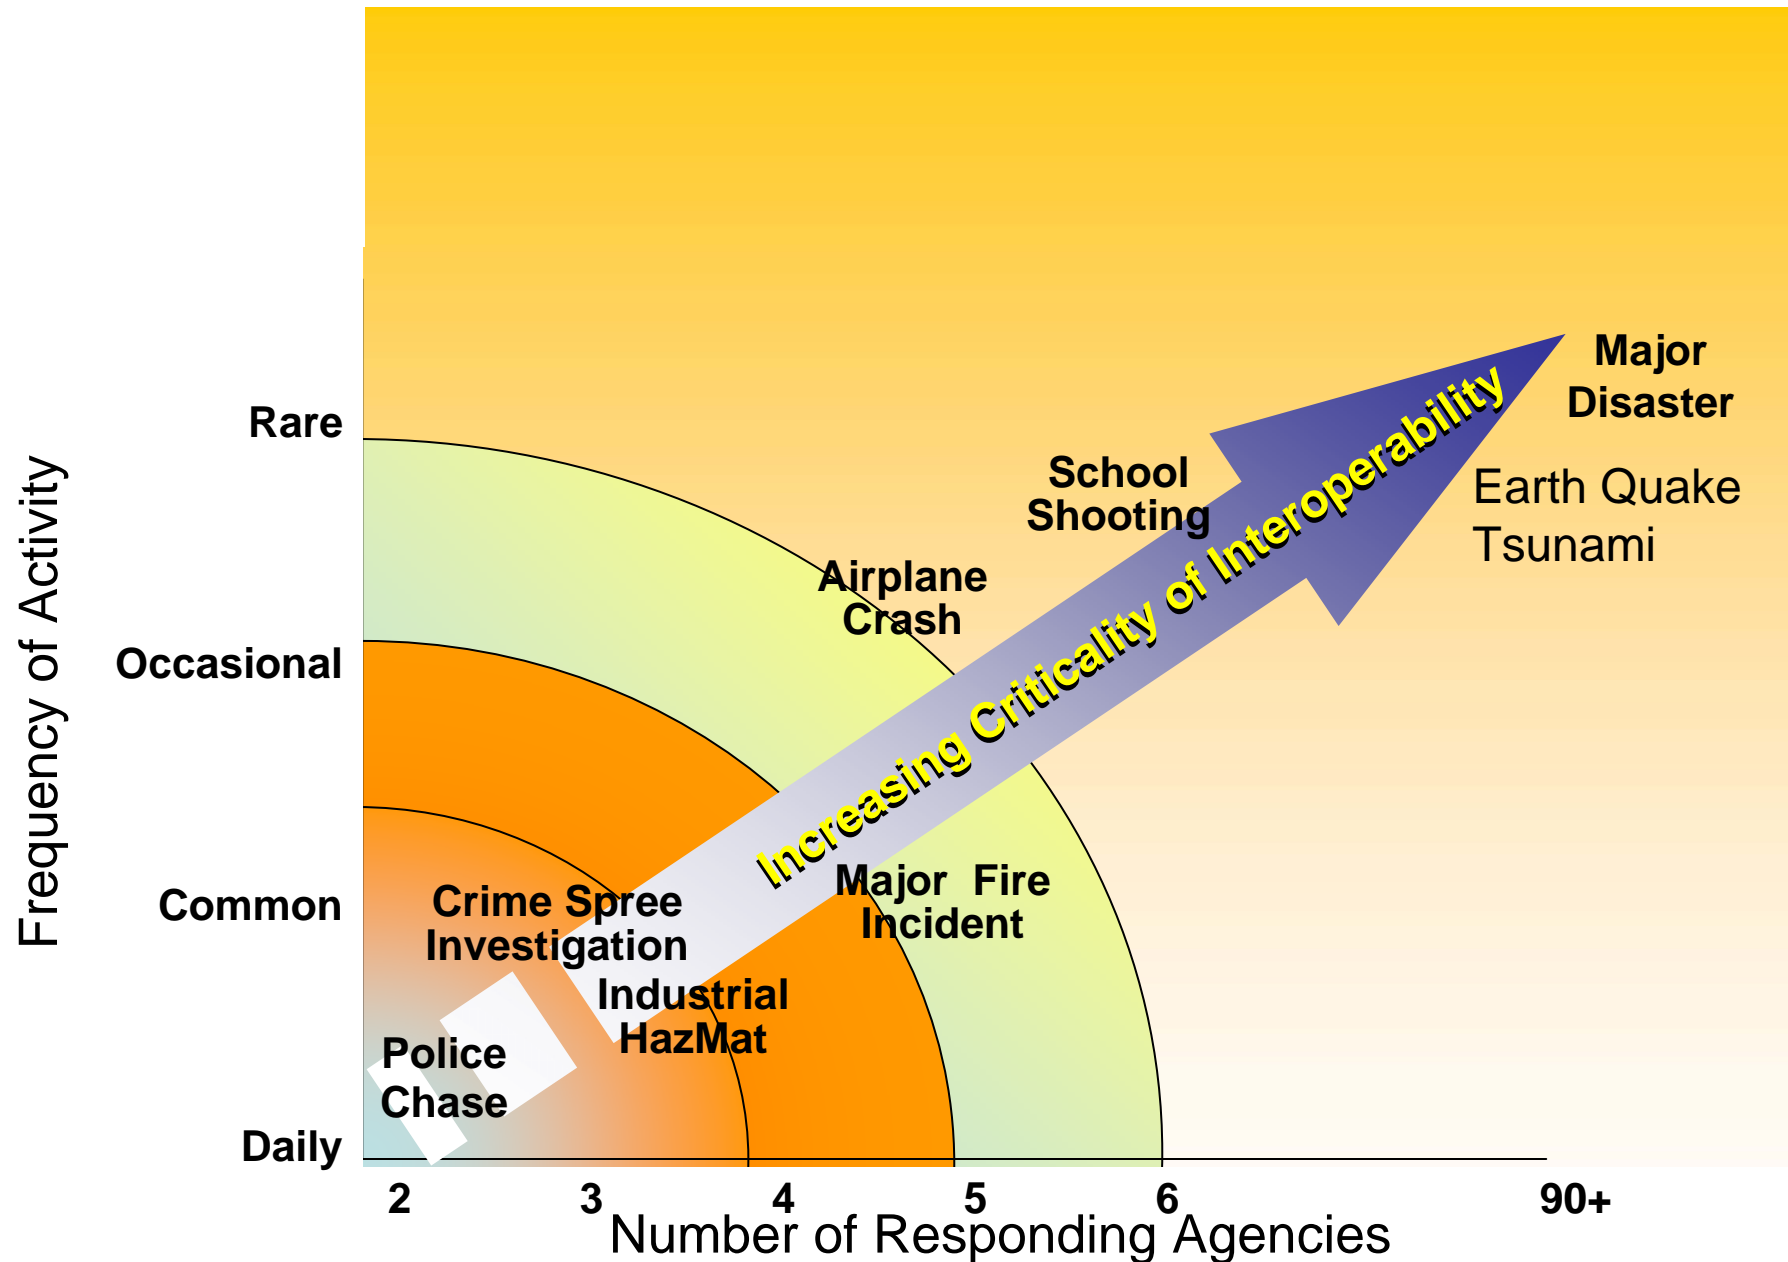 Frequency of Activity
Rare
Occasional
Common
Daily
Major
Disaster
Earth Quake
Tsunami
School
Shooting
Airplane
Crash
Increasing Criticality of Interoperability
Major Fire
Incident
Crime Spree
Investigation
Industrial
HazMat
Police
Chase
2 3 4 5 6 90+
Number of Responding Agencies